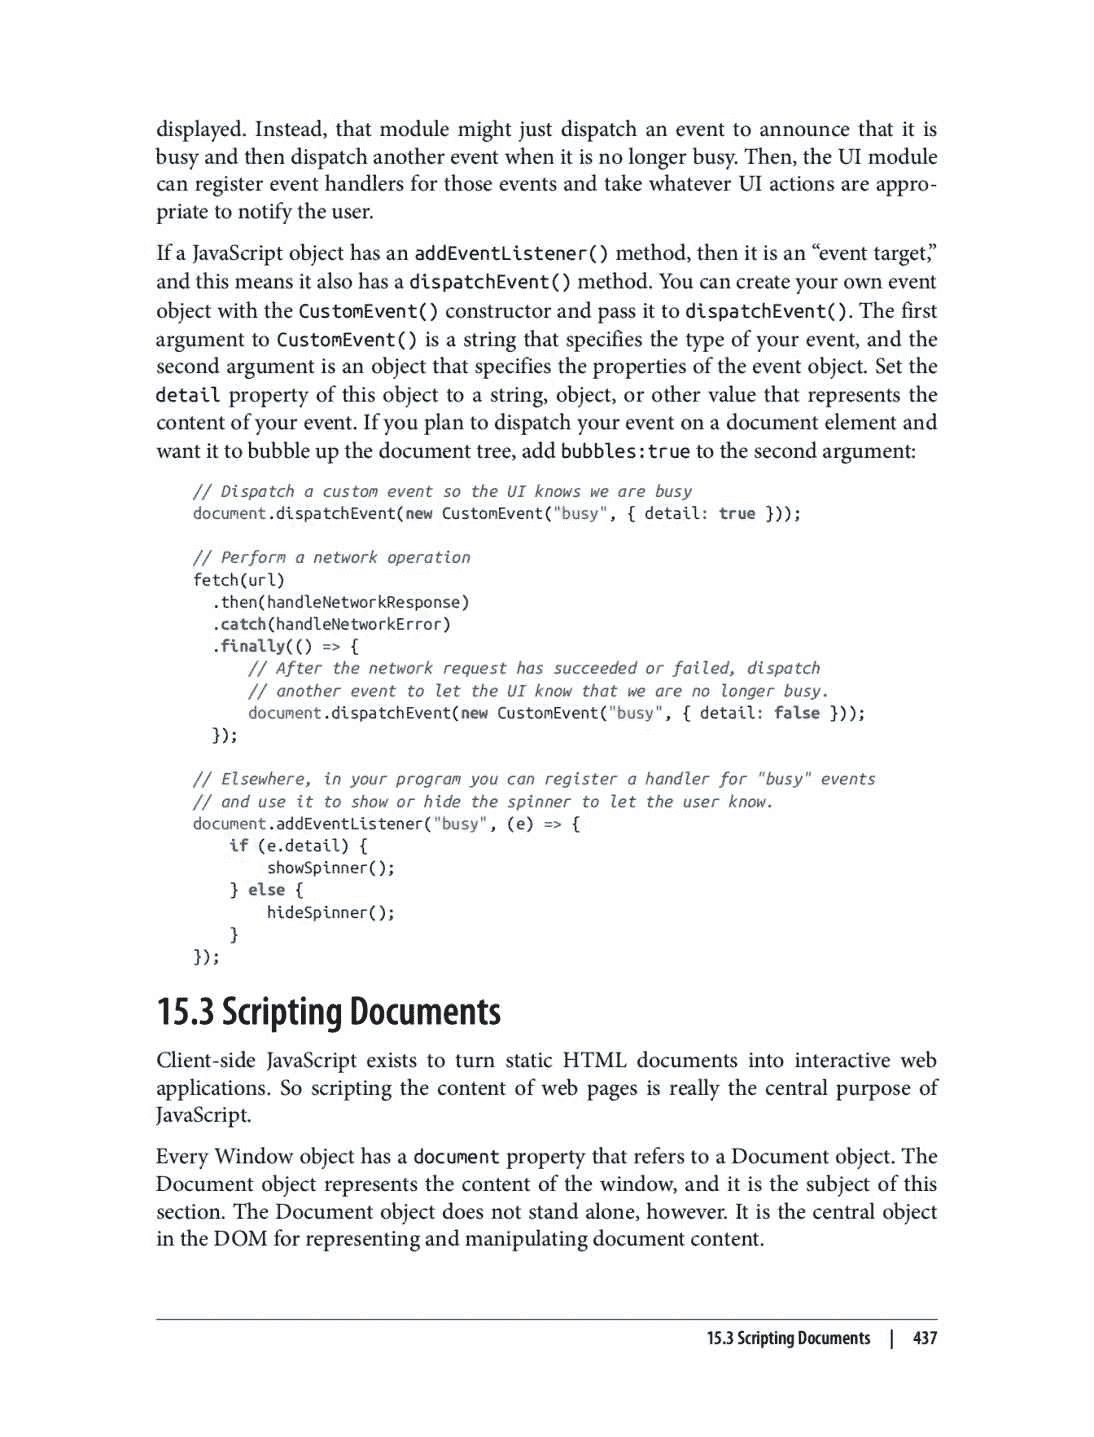 displayed. Instead, that module might just dispatch an event to announce that it is
busy and then dispatch another event when it is no longer busy. Then, the UI module
can register event handlers for those events and take whatever UI actions are appro-
priate to notify the user.
If a JavaScript object has an addEventListener() method, then it is an “event target,”
and this means it also has a dispatchEvent() method. You can create your own event
object with the CustomEvent() constructor and pass it to dispatchEvent(). The first
argument to CustomEvent() is a string that specifies the type of your event, and the
second argument is an object that specifies the properties of the event object. Set the
detail property of this object to a string, object, or other value that represents the
content of your event. If you plan to dispatch your event on a document element and
want it to bubble up the document tree, add bubbles:true to the second argument:
// Dispatch a custom event so the UI knows we are busy
document.dispatchEvent(new CustomEvent("busy", { detail: true }));
// Perform a network operation
fetch(url)
  .then(handleNetworkResponse)
  .catch(handleNetworkError)
  .finally(() => {
      // After the network request has succeeded or failed, dispatch
      // another event to let the UI know that we are no longer busy.
      document.dispatchEvent(new CustomEvent("busy", { detail: false }));
  });
// Elsewhere, in your program you can register a handler for "busy" events
// and use it to show or hide the spinner to let the user know.
document.addEventListener("busy", (e) => {
    if (e.detail) {
        showSpinner();
    } else {
        hideSpinner();
    }
});
15.3 Scripting Documents
Client-side JavaScript exists to turn static HTML documents into interactive web
applications. So scripting the content of web pages is really the central purpose of
JavaScript.
Every Window object has a document property that refers to a Document object. The
Document object represents the content of the window, and it is the subject of this
section. The Document object does not stand alone, however. It is the central object
in the DOM for representing and manipulating document content.
15.3 Scripting Documents | 437